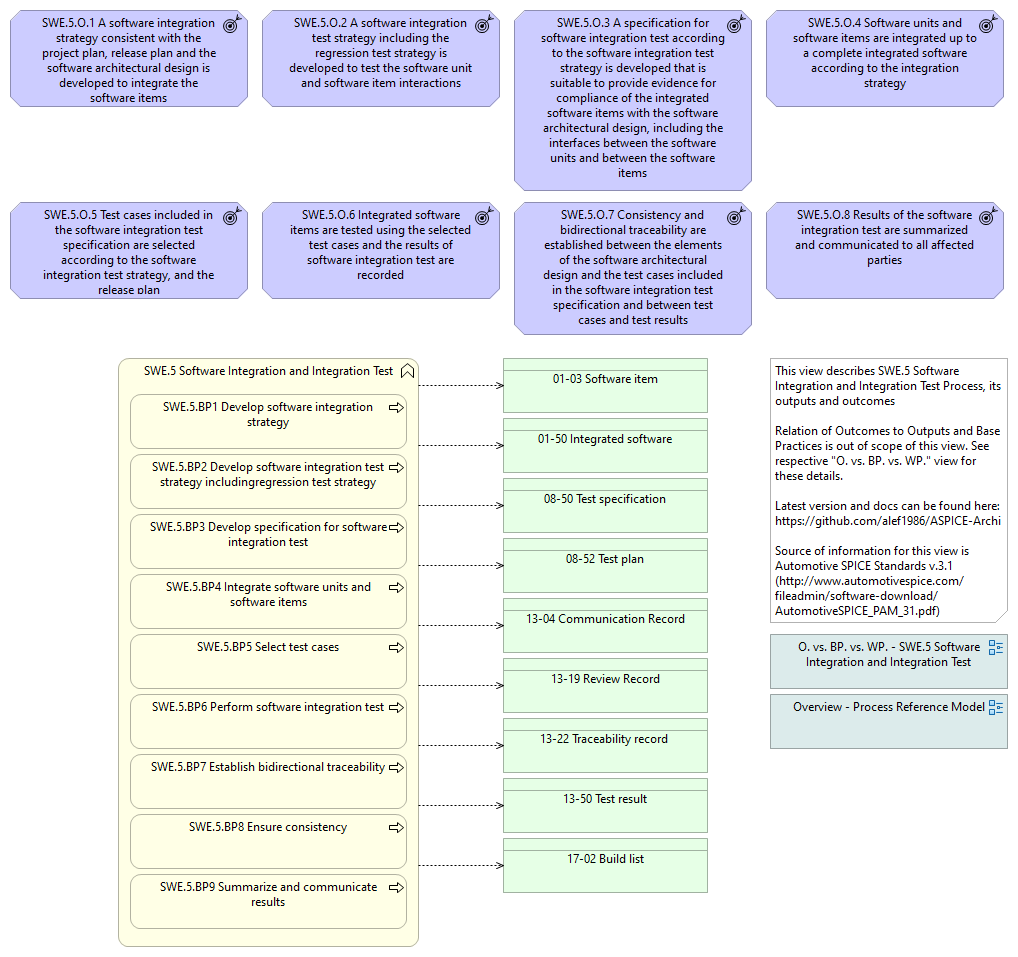 SWE.5.O.1 A software integration
strategy consistent with the
project plan, release plan and the
software architectural design is
developed to integrate the
software items
SWE.5.O.2 A software integration
test strategy including the
regression test strategy is
developed to test the software unit
and software item interactions
SWE.5.O.3 A specification for
software integration test according
to the software integration test
strategy is developed that is
suitable to provide evidence for
compliance of the integrated
software items with the software
architectural design, including the
interfaces between the software
units and between the software
items
SWE.5.O.4 Software units and
software items are integrated up to
a complete integrated software
according to the integration
strategy
SWE.5.O.5 Test cases included in
the software integration test
specification are selected
according to the software
integration test strategy, and the
release plan
SWE.5.O.6 Integrated software
items are tested using the selected
test cases and the results of
software integration test are
recorded
SWE.5.O.7 Consistency and
bidirectional traceability are
established between the elements
of the software architectural
design and the test cases included
in the software integration test
specification and between test
cases and test results
SWE.5.O.8 Results of the software
integration test are summarized
and communicated to all affected
parties
SWE.5 Software Integration and Integration Test
SWE.5.BP1 Develop software integration
strategy
SWE.5.BP2 Develop software integration test
strategy includingregression test strategy
SWE.5.BP3 Develop specification for software
integration test
SWE.5.BP4 Integrate software units and
software items
SWE.5.BP5 Select test cases
SWE.5.BP6 Perform software integration test
SWE.5.BP7 Establish bidirectional traceability
SWE.5.BP8 Ensure consistency
SWE.5.BP9 Summarize and communicate
results
01-03 Software item
01-50 Integrated software
08-50 Test specification
08-52 Test plan
13-04 Communication Record
13-19 Review Record
13-22 Traceability record
13-50 Test result
17-02 Build list
This view describes SWE.5 Software
Integration and Integration Test Process, its
outputs and outcomes
Relation of Outcomes to Outputs and Base
Practices is out of scope of this view. See
respective "O. vs. BP. vs. WP." view for
these details.
Latest version and docs can be found here:
https://github.com/alef1986/ASPICE-Archi
Source of information for this view is
Automotive SPICE Standards v.3.1
(http://www.automotivespice.com/
fileadmin/software-download/
AutomotiveSPICE_PAM_31.pdf)
O. vs. BP. vs. WP. - SWE.5 Software
Integration and Integration Test
Overview - Process Reference Model